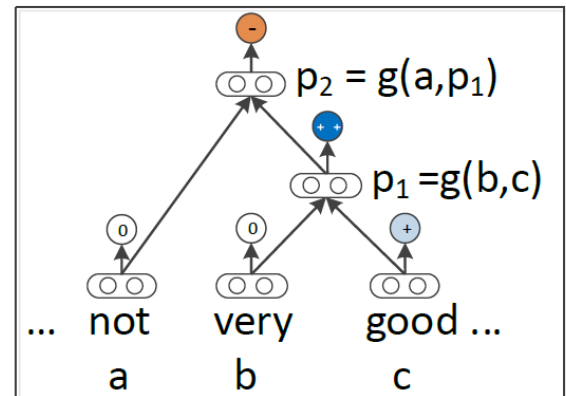 -
p₂ = g(a,p₁)
+ +
p₁ =g(b,c)
0 0 +
... not very good ...
a b c